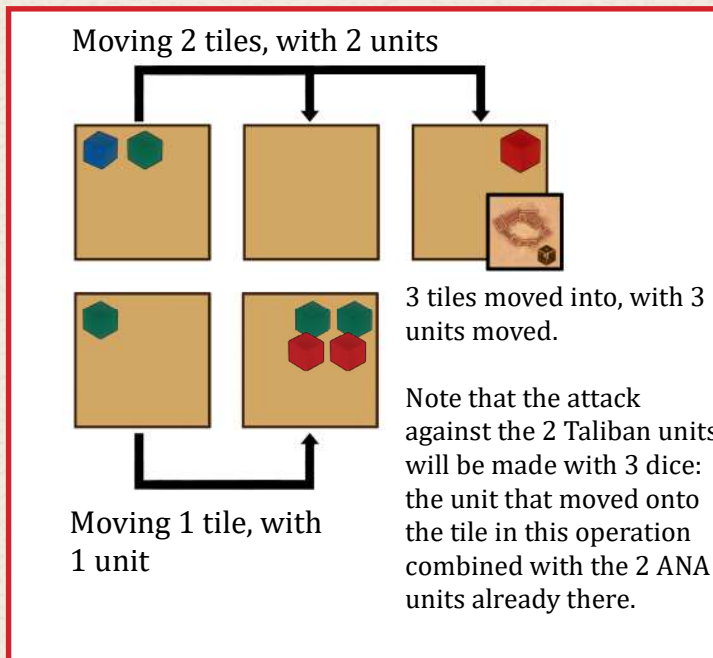 Moving 2 tiles, with 2 units
3 tiles moved into, with 3
units moved.
Note that the attack
against the 2 Taliban units
will be made with 3 dice:
the unit that moved onto
the tile in this operation
combined with the 2 ANA
units already there.
Moving 1 tile, with
1 unit